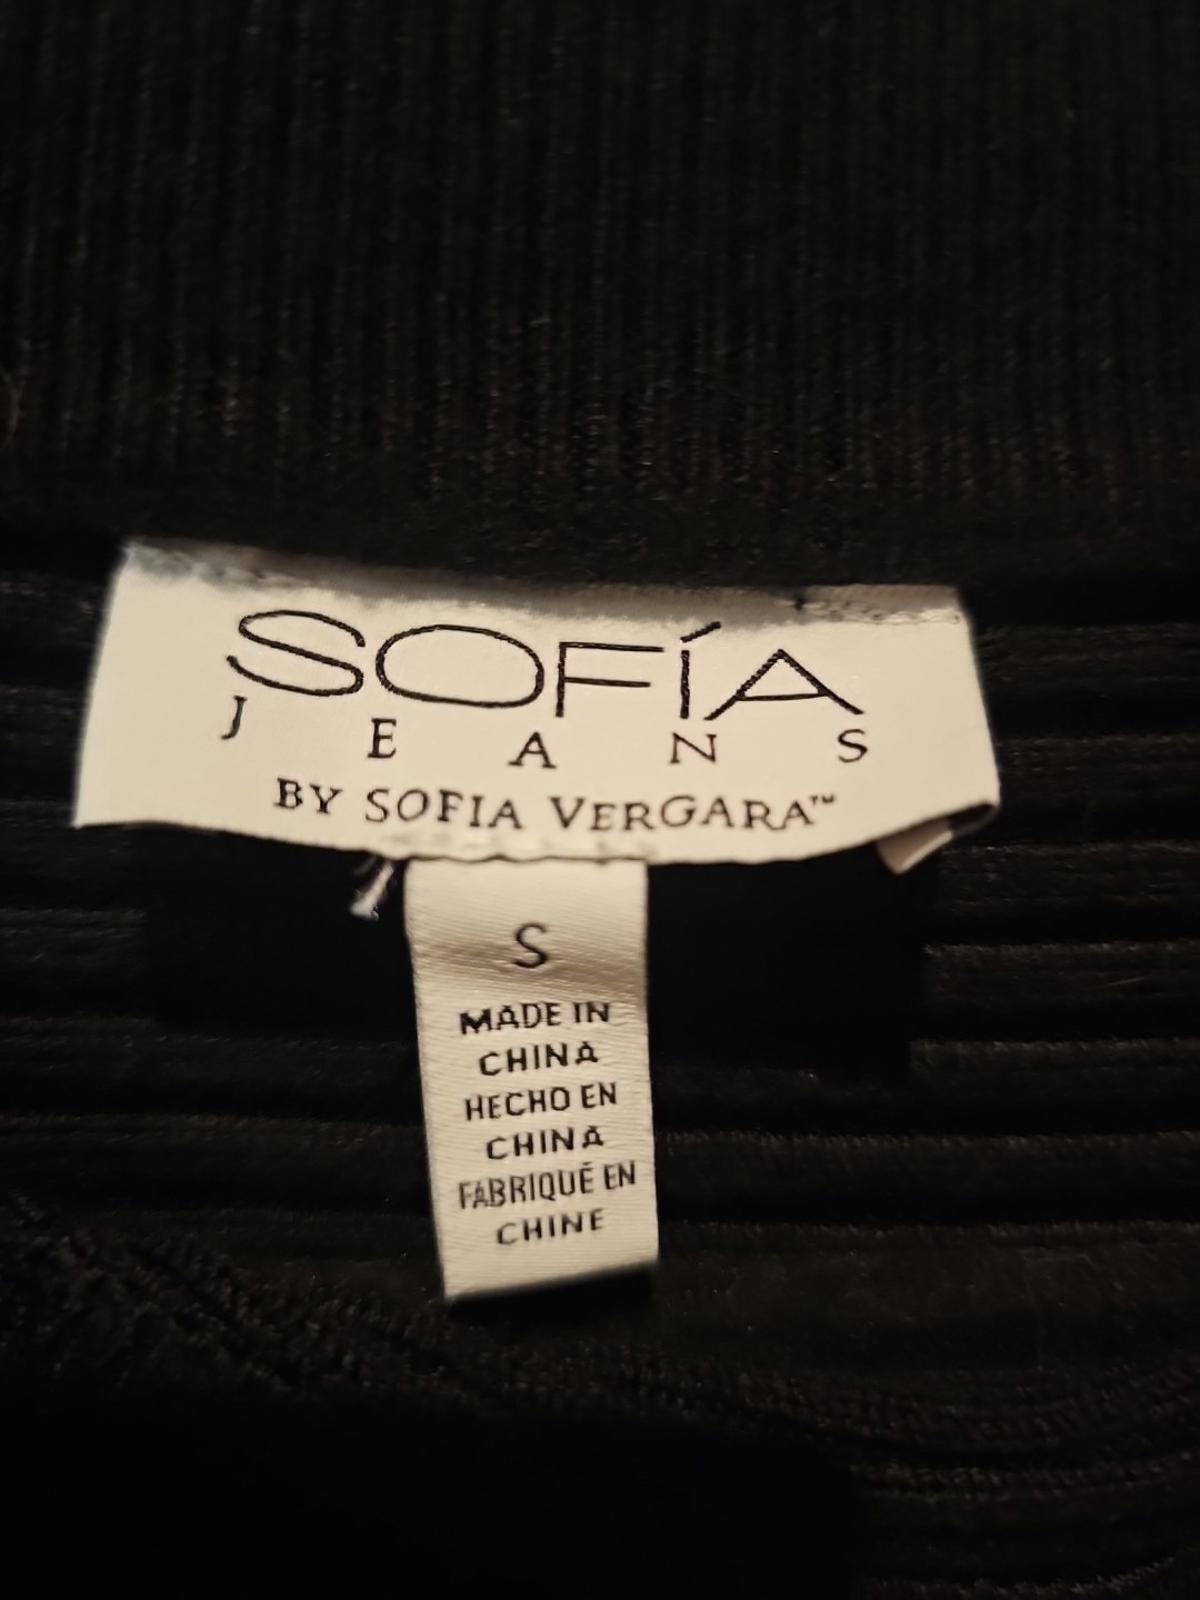 SOFÍA
JEANS
BY SOFIA VERGARA™
S
MADE IN
CHINA
HECHO EN
CHINA
FABRIQUÉ EN
CHINE